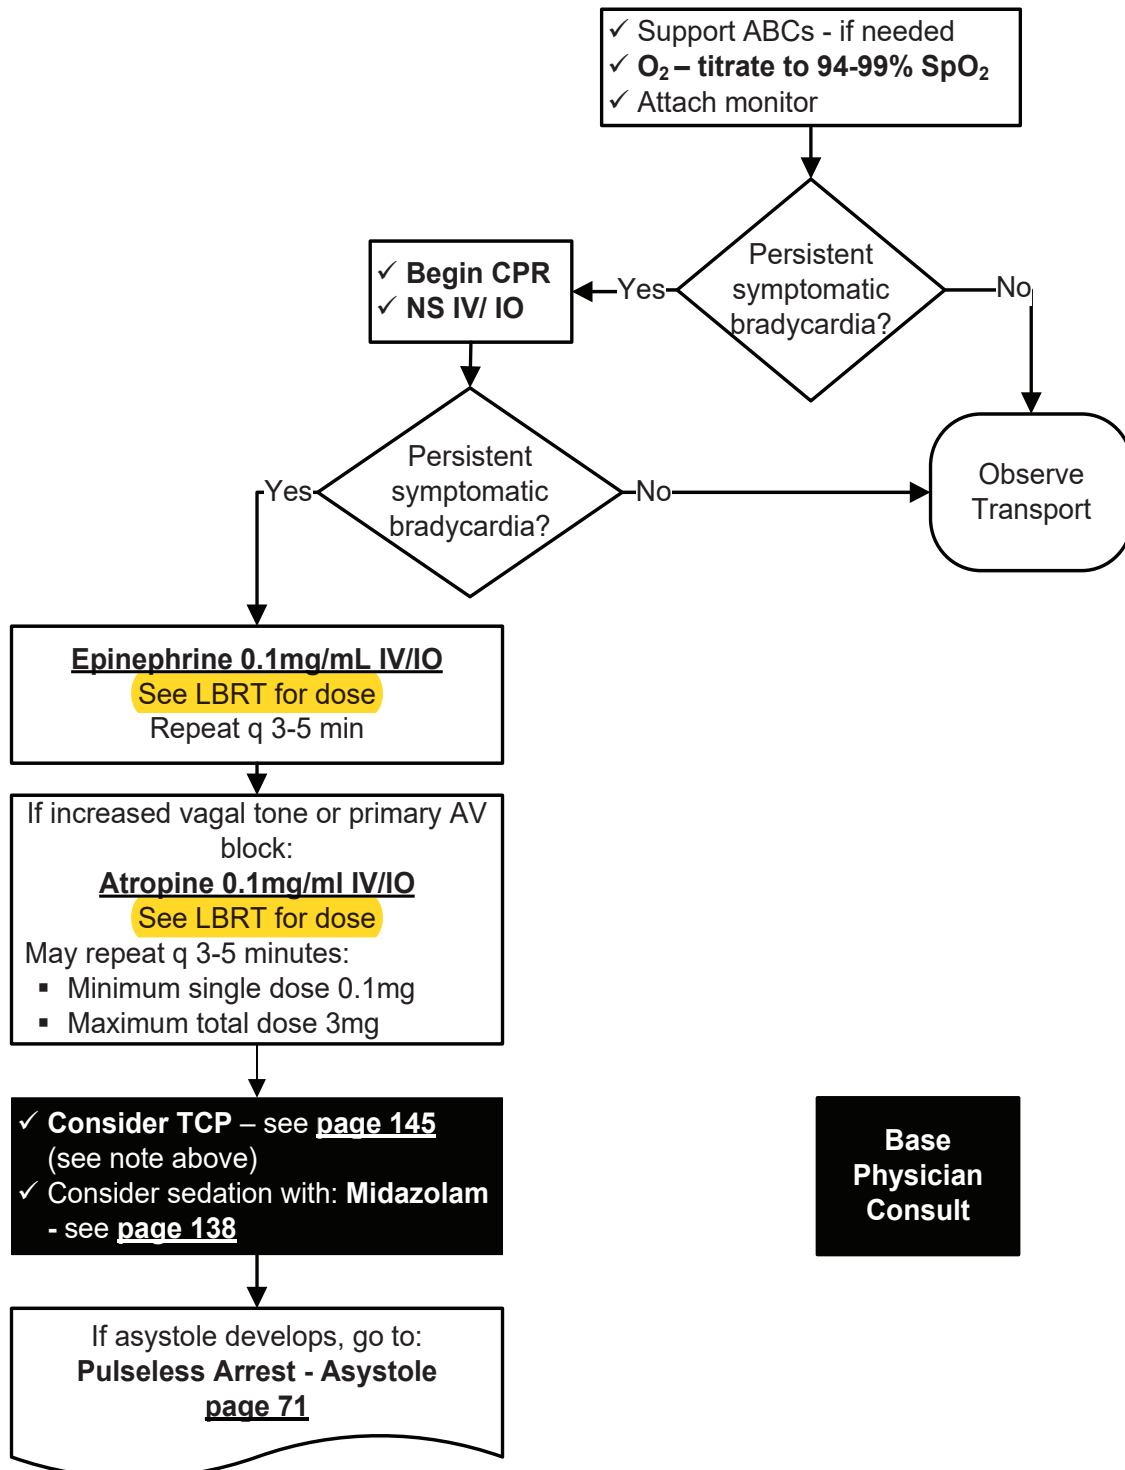 ✓ Support ABCs - if needed
✓ O₂ – titrate to 94-99% SpO₂
✓ Attach monitor
Persistent
symptomatic
bradycardia?
Yes
No
✓ Begin CPR
✓ NS IV/ IO
Persistent
symptomatic
bradycardia?
Yes
No
Observe
Transport
Epinephrine 0.1mg/mL IV/IO
See LBRT for dose
Repeat q 3-5 min
If increased vagal tone or primary AV
block:
Atropine 0.1mg/ml IV/IO
See LBRT for dose
May repeat q 3-5 minutes:
▪ Minimum single dose 0.1mg
▪ Maximum total dose 3mg
✓ Consider TCP – see page 145
(see note above)
✓ Consider sedation with: Midazolam
- see page 138
Base
Physician
Consult
If asystole develops, go to:
Pulseless Arrest - Asystole
page 71